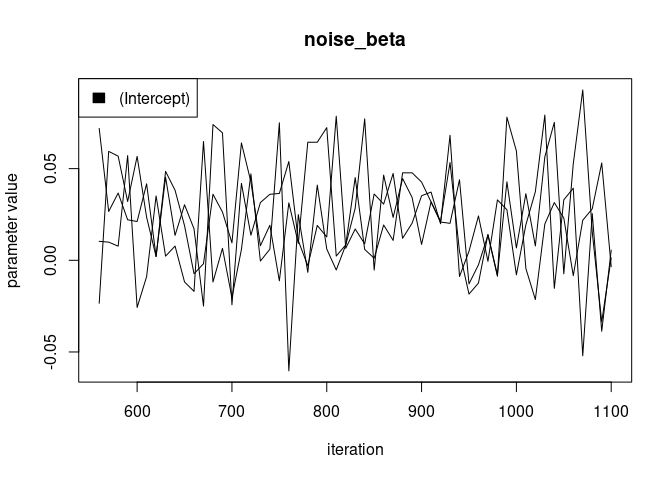 noise_beta
(Intercept)
parameter value
0.05
0.00
-0.05
600 700 800 900 1000 1100
iteration